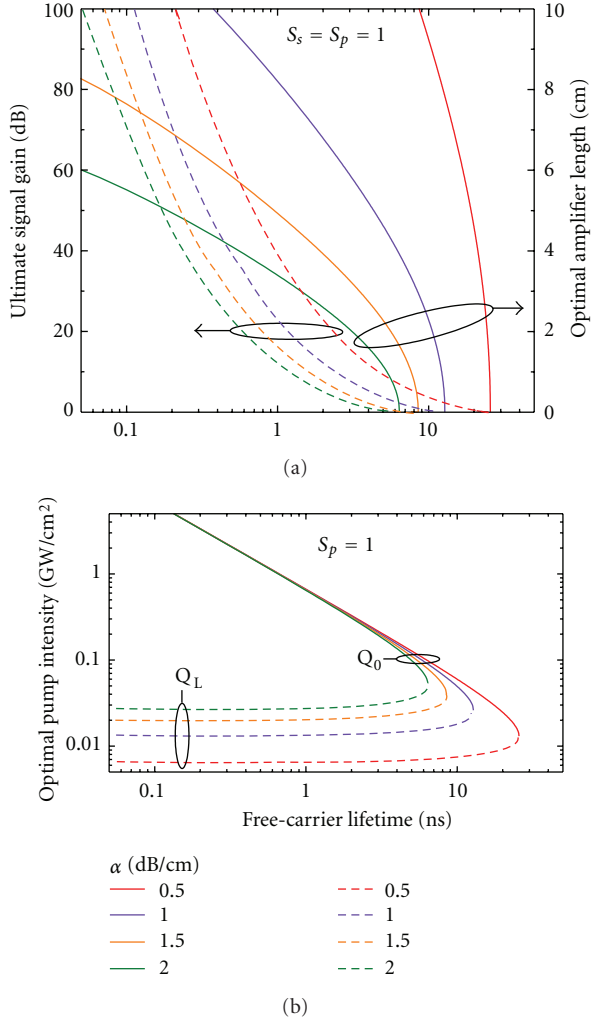 S_s = S_p = 1
Ultimate signal gain (dB)
100
80
60
40
20
0
10
8
6
4
2
0
Optimal amplifier length (cm)
0.1
1
10
(a)
S_p = 1
Optimal pump intensity (GW/cm²)
1
0.1
0.01
Q_0
Q_L
0.1
1
10
Free-carrier lifetime (ns)
α (dB/cm)
0.5 0.5
1 1
1.5 1.5
2 2
(b)